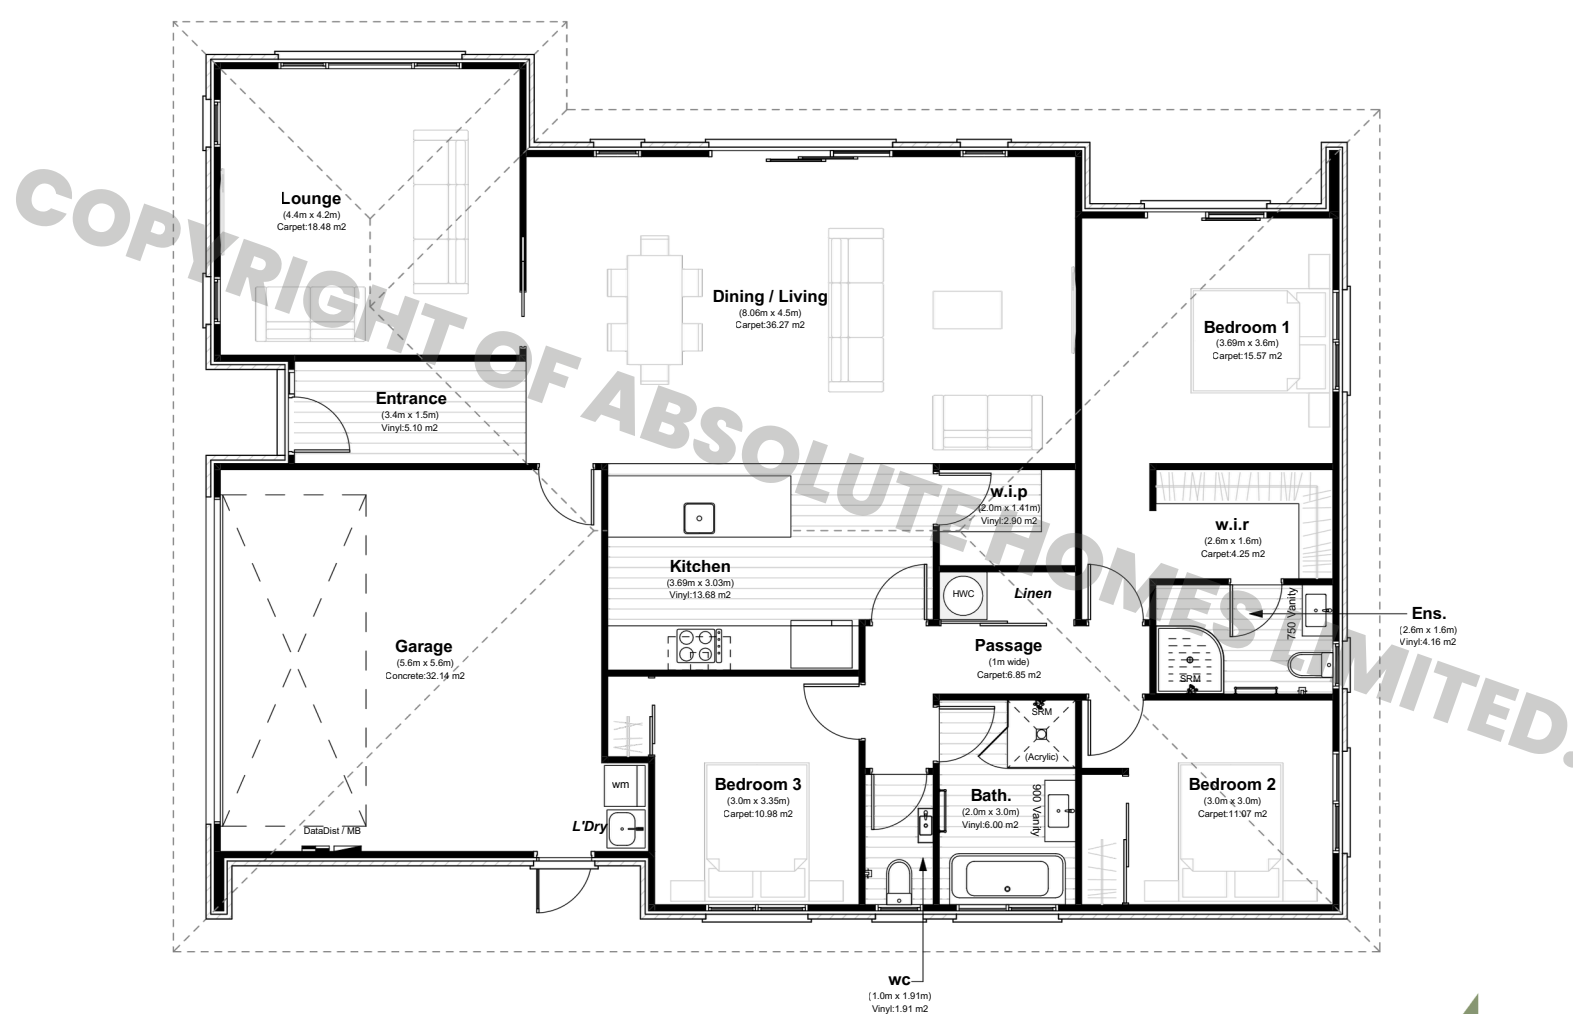 Lounge
(4.4m x 4.2m)
Carpet:18.48 m2
COPYRIGHT OF ABSOLUTE HOMES LIMITED.
Dining / Living
(8.06m x 4.5m)
Carpet:36.27 m2
Bedroom 1
(3.69m x 3.6m)
Carpet:15.57 m2
Entrance
(3.4m x 1.5m)
Vinyl:5.10 m2
w.i.p
(2.0m x 1.41m)
Vinyl:2.90 m2
w.i.r
(2.6m x 1.6m)
Carpet:4.25 m2
Kitchen
(3.69m x 3.03m)
Vinyl:13.68 m2
HWC
Linen
750 Vanity
Ens.
(2.6m x 1.6m)
Vinyl:4.16 m2
Garage
(5.6m x 5.6m)
Concrete:32.14 m2
Passage
(1m wide)
Carpet:6.85 m2
SRM
SRM
(Acrylic)
wm
Bedroom 3
(3.0m x 3.35m)
Carpet:10.98 m2
Bath.
(2.0m x 3.0m)
Vinyl:6.00 m2
900 Vanity
Bedroom 2
(3.0m x 3.0m)
Carpet:11.07 m2
DataDist / MB
L'Dry
wc
(1.0m x 1.91m)
Vinyl:1.91 m2